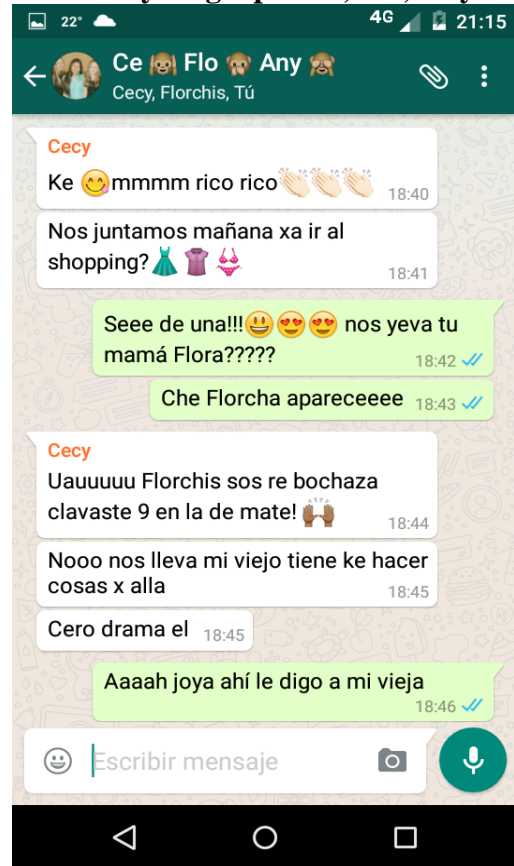 22° 4G 21:15
Ce 🙉 Flo 🙊 Any 🙈
Cecy, Florchis, Tú
Cecy
Ke 😋mmmm rico rico👏🏻👏🏻👏🏻 18:40
Nos juntamos mañana xa ir al
shopping?👗👚👙 18:41
Seee de una!!!😃😍😍 nos yeva tu
mamá Flora????? 18:42
Che Florcha apareceeee 18:43
Cecy
Uauuuuu Florchis sos re bochaza
clavaste 9 en la de mate!🙌🏾 18:44
Nooo nos lleva mi viejo tiene ke hacer
cosas x alla 18:45
Cero drama el 18:45
Aaaah joya ahí le digo a mi vieja
18:46
Escribir mensaje